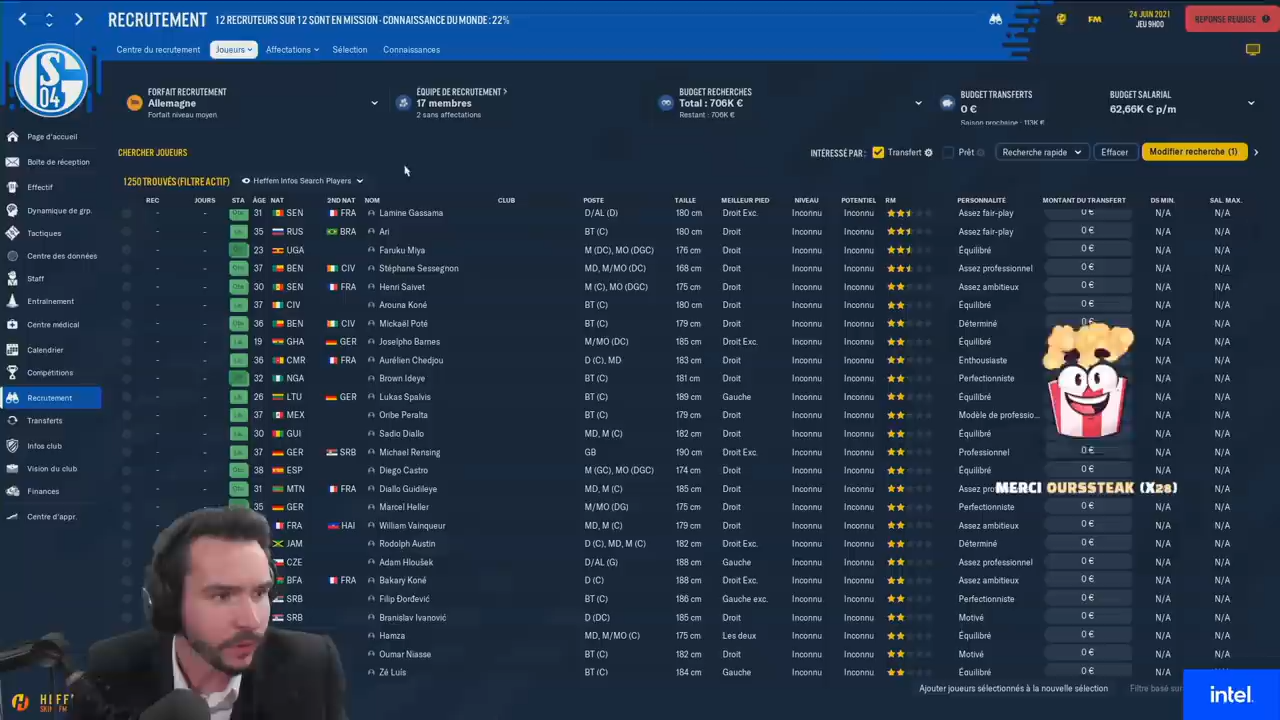 RECRUTEMENT 12 RECRUTEURS SUR 12 SONT EN MISSION - CONNAISSANCE DU MONDE : 22%
FM
24 JUIN 2021
JEU 9H00
RÉPONSE REQUISE
Centre du recrutement Joueurs Affectations Sélection Connaissances
S
04
FORFAIT RECRUTEMENT
Allemagne
Forfait niveau moyen
ÉQUIPE DE RECRUTEMENT >
17 membres
2 sans affectations
BUDGET RECHERCHES
Total : 706K €
Restant : 706K €
BUDGET TRANSFERTS
0 €
Saison prochaine : 113K €
BUDGET SALARIAL
62,66K € p/m
Page d'accueil
Boîte de réception
Effectif
Dynamique de grp.
Tactiques
Centre des données
Staff
Entraînement
Centre médical
Calendrier
Compétitions
Recrutement
Transferts
Infos club
Vision du club
Finances
Centre d'appr.
CHERCHER JOUEURS
INTÉRESSÉ PAR : Transfert Prêt Recherche rapide Effacer Modifier recherche (1)
1250 TROUVÉS (FILTRE ACTIF) Heffem Infos Search Players
REC JOURS STA ÂGE NAT 2ND NAT NOM CLUB POSTE TAILLE MEILLEUR PIED NIVEAU POTENTIEL RM PERSONNALITÉ MONTANT DU TRANSFERT DS MIN. SAL. MAX.
- - 31 SEN FRA Lamine Gassama D/AL (D) 180 cm Droit Exc. Inconnu Inconnu Assez fair-play 0 € N/A N/A
- - 35 RUS BRA Ari BT (C) 180 cm Droit Inconnu Inconnu Assez fair-play 0 € N/A N/A
- - 23 UGA Faruku Miya M (DC), MO (DGC) 176 cm Droit Inconnu Inconnu Équilibré 0 € N/A N/A
- - 37 BEN CIV Stéphane Sessegnon MD, M/MO (DC) 168 cm Droit Inconnu Inconnu Assez professionnel 0 € N/A N/A
- - 30 SEN FRA Henri Saivet M (C), MO (DGC) 175 cm Droit Inconnu Inconnu Assez ambitieux 0 € N/A N/A
- - 37 CIV Arouna Koné BT (C) 180 cm Droit Inconnu Inconnu Équilibré 0 € N/A N/A
- - 36 BEN CIV Mickaël Poté BT (C) 179 cm Droit Inconnu Inconnu Déterminé 0 € N/A N/A
- - 19 GHA GER Joselpho Barnes M/MO (DC) 185 cm Droit Exc. Inconnu Inconnu Équilibré N/A N/A
- - 36 CMR FRA Aurélien Chedjou D (C), MD 183 cm Droit Inconnu Inconnu Enthousiaste N/A N/A
- - 32 NGA Brown Ideye BT (C) 181 cm Droit Inconnu Inconnu Perfectionniste N/A N/A
- - 26 LTU GER Lukas Spalvis BT (C) 189 cm Gauche Inconnu Inconnu Équilibré N/A N/A
- - 37 MEX Oribe Peralta BT (C) 179 cm Droit Inconnu Inconnu Modèle de professio... N/A N/A
- - 30 GUI Sadio Diallo MD, M (C) 182 cm Droit Inconnu Inconnu Équilibré N/A N/A
- - 37 GER SRB Michael Rensing GB 190 cm Droit Exc. Inconnu Inconnu Professionnel 0 € N/A N/A
- - 38 ESP Diego Castro M (GC), MO (DGC) 174 cm Droit Inconnu Inconnu Équilibré 0 € N/A N/A
- - 31 MTN FRA Diallo Guidileye MD, M (C) 185 cm Droit Inconnu Inconnu Assez N/A N/A
MERCI OURSSTEAK (X28)
35 GER Marcel Heller M/MO (DG) 175 cm Droit Inconnu Inconnu Perfectionniste 0 € N/A N/A
FRA HAI William Vainqueur MD, M (C) 179 cm Droit Inconnu Inconnu Assez ambitieux 0 € N/A N/A
JAM Rodolph Austin D (C), MD, M (C) 182 cm Droit Exc. Inconnu Inconnu Déterminé 0 € N/A N/A
CZE Adam Hloušek D/AL (G) 188 cm Gauche Inconnu Inconnu Assez professionnel 0 € N/A N/A
BFA FRA Bakary Koné D (C) 188 cm Droit Exc. Inconnu Inconnu Assez ambitieux 0 € N/A N/A
SRB Filip Đorđević BT (C) 186 cm Gauche exc. Inconnu Inconnu Perfectionniste 0 € N/A N/A
SRB Branislav Ivanović D (DC) 185 cm Droit Inconnu Inconnu Motivé 0 € N/A N/A
Hamza MD, M/MO (C) 175 cm Les deux Inconnu Inconnu Équilibré 0 € N/A N/A
Oumar Niasse BT (C) 182 cm Droit Inconnu Inconnu Motivé 0 € N/A N/A
Zé Luís BT (C) 184 cm Gauche Inconnu Inconnu Équilibré 0 € N/A N/A
Ajouter joueurs sélectionnés à la nouvelle sélection Filtre basé
intel.